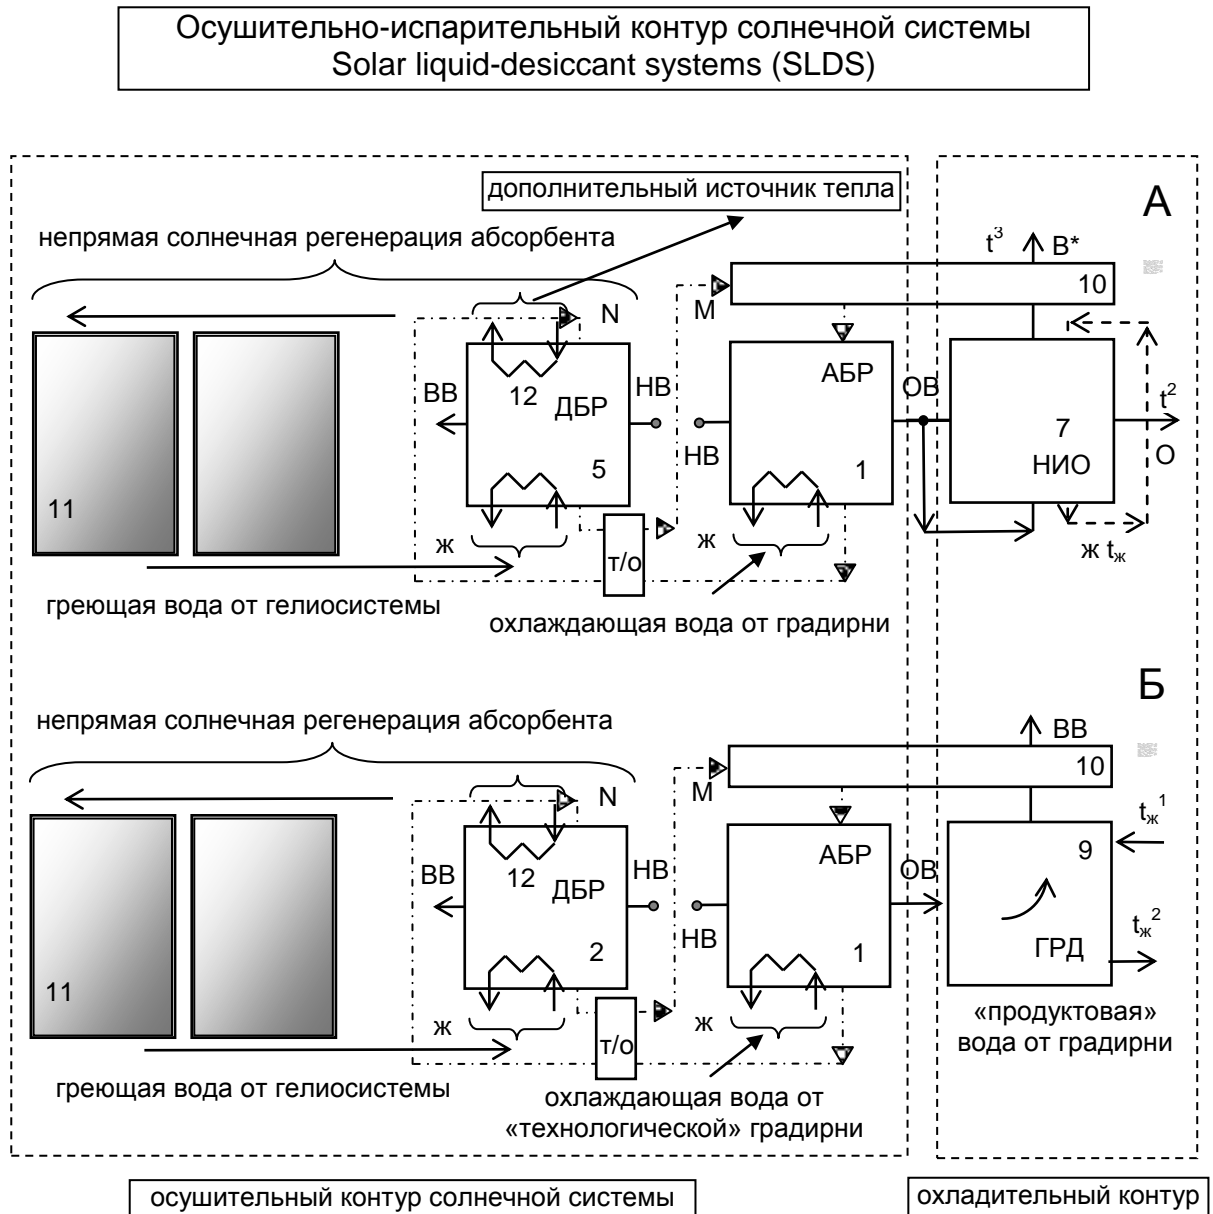 Осушительно-испарительный контур солнечной системы
Solar liquid-desiccant systems (SLDS)
дополнительный источник тепла
А
непрямая солнечная регенерация абсорбента
t³
В*
10
N
М
12
ДБР
5
ВВ
НВ
НВ
АБР
1
ОВ
7
НИО
t²
О
11
ж
т/о
ж
ж tж
греющая вода от гелиосистемы
охлаждающая вода от градирни
Б
непрямая солнечная регенерация абсорбента
ВВ
10
N
М
12
ДБР
2
ВВ
НВ
НВ
АБР
1
ОВ
9
ГРД
tж¹
tж²
11
ж
т/о
ж
«продуктовая»
вода от градирни
греющая вода от гелиосистемы
охлаждающая вода от
«технологической» градирни
осушительный контур солнечной системы
охладительный контур